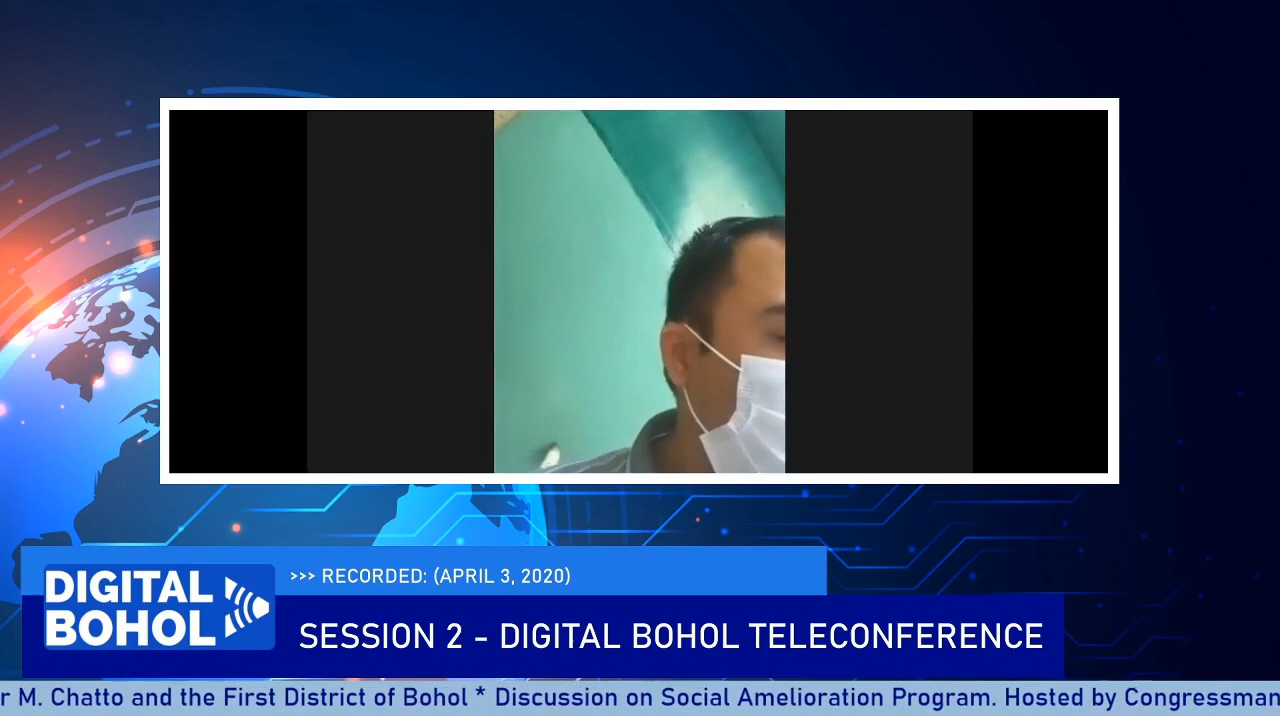 >>> RECORDED: (APRIL 3, 2020)
DIGITAL
BOHOL
SESSION 2 - DIGITAL BOHOL TELECONFERENCE
r M. Chatto and the First District of Bohol * Discussion on Social Amelioration Program. Hosted by Congressman